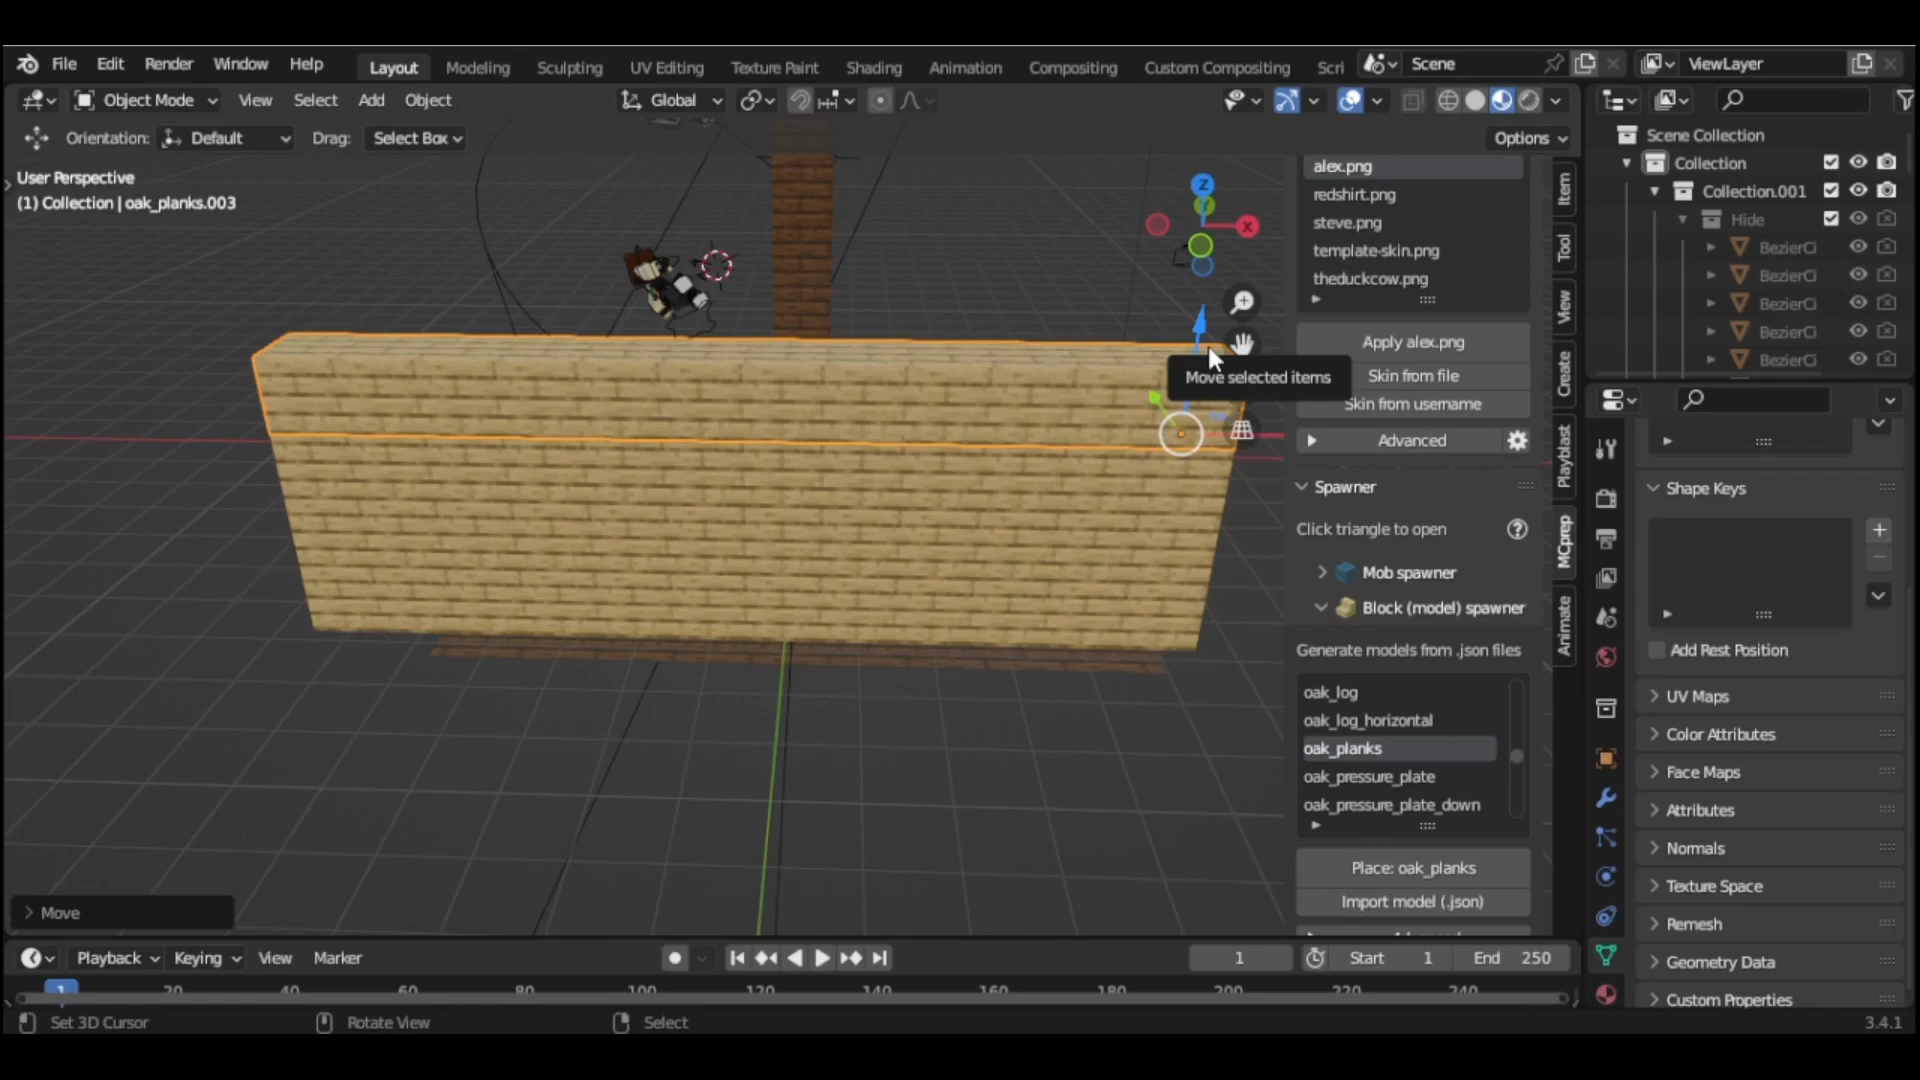 File Edit Render Window Help Layout Modeling Sculpting UV Editing Texture Paint Shading Animation Compositing Custom Compositing Scri Scene ViewLayer
Object Mode View Select Add Object Global
Orientation: Default Drag: Select Box Options
User Perspective
(1) Collection | oak_planks.003
Z
X
Move selected items
alex.png
redshirt.png
steve.png
template-skin.png
theduckcow.png
Apply alex.png
Skin from file
Skin from username
Advanced
Spawner
Click triangle to open
Mob spawner
Block (model) spawner
Generate models from .json files
oak_log
oak_log_horizontal
oak_planks
oak_pressure_plate
oak_pressure_plate_down
Place: oak_planks
Import model (.json)
Item
Tool
View
Create
Playblast
MCprep
Animate
Scene Collection
Collection
Collection.001
Hide
BezierCi
BezierCi
BezierCi
BezierCi
BezierCi
Shape Keys
Add Rest Position
UV Maps
Color Attributes
Face Maps
Attributes
Normals
Texture Space
Remesh
Geometry Data
Custom Properties
Move
Playback Keying View Marker 1 Start 1 End 250
1 20 40 60 80 100 120 140 160 180 200 220 240
Set 3D Cursor Rotate View Select 3.4.1